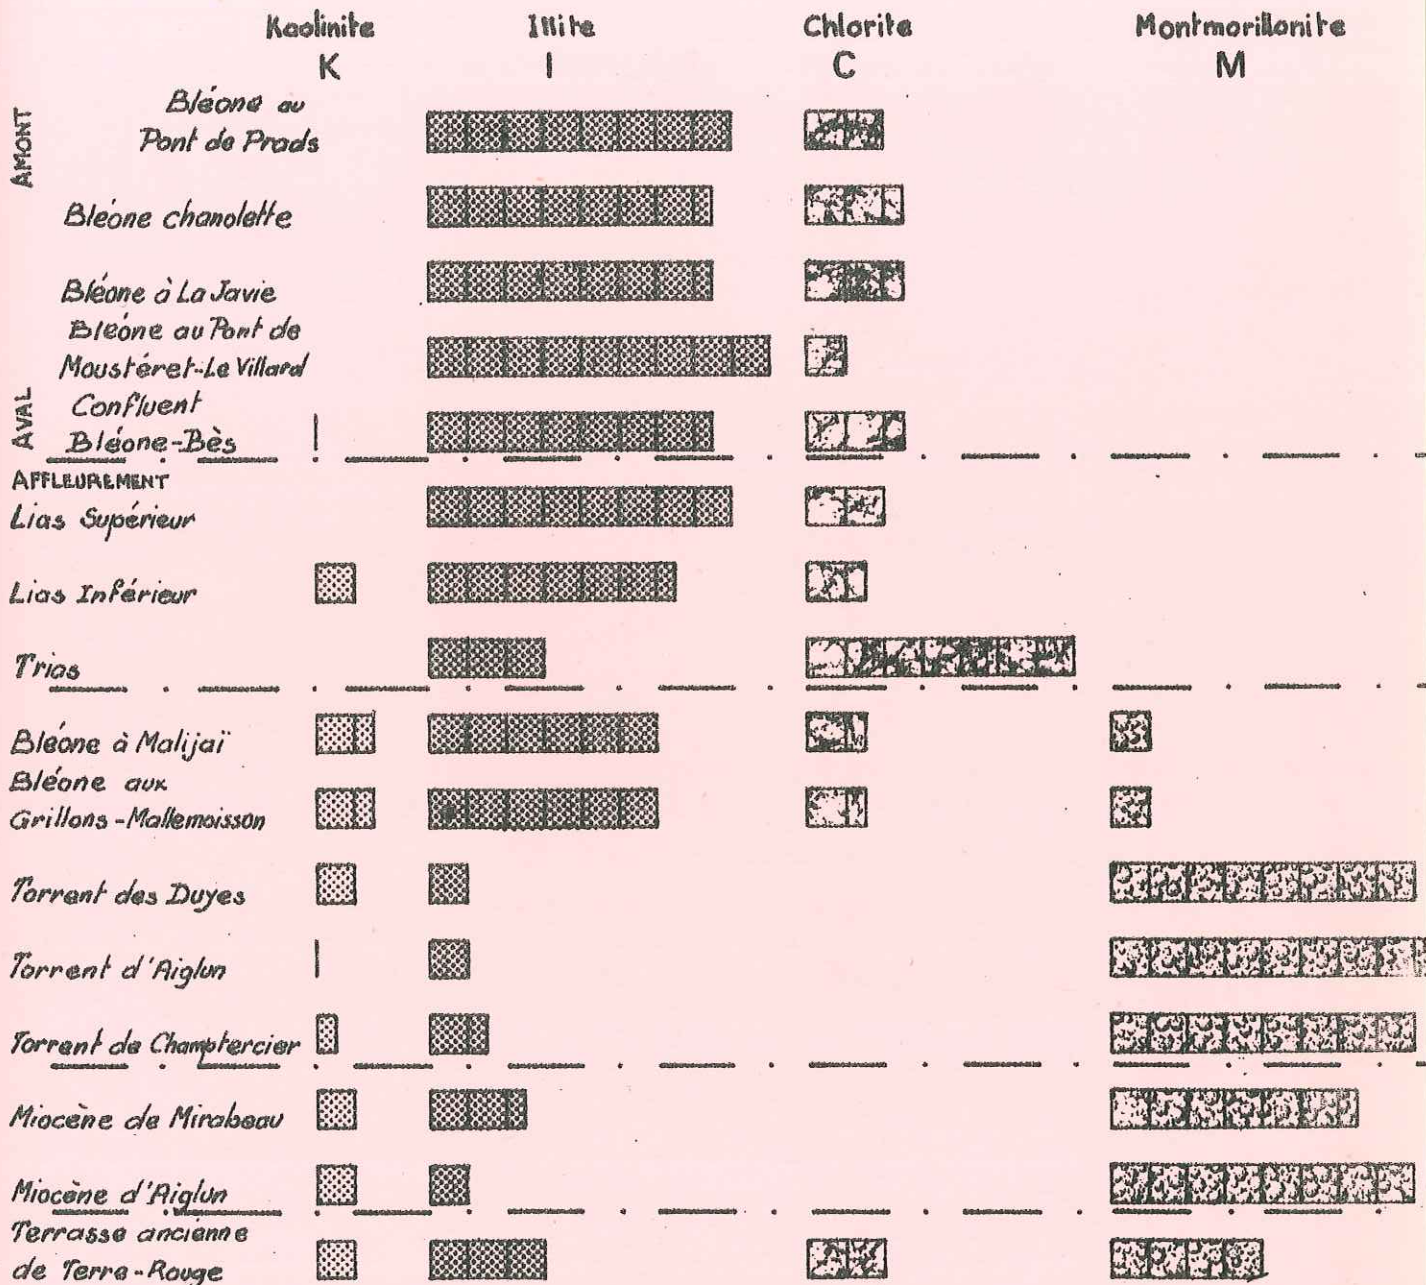 Kaolinite Illite Chlorite Montmorillonite
K I C M
AMONT
Bléone au
Pont de Prads
Bléone chanolette
Bléone à La Javie
Bléone au Pont de
Moustéret-Le Villard
AVAL
Confluent
Bléone-Bès
AFFLEUREMENT
Lias Supérieur
Lias Inférieur
Trias
Bléone à Malijaï
Bléone aux
Grillons-Mallemoisson
Torrent des Duyes
Torrent d'Aiglun
Torrent de Champtercier
Miocène de Mirabeau
Miocène d'Aiglun
Terrasse ancienne
de Terre-Rouge